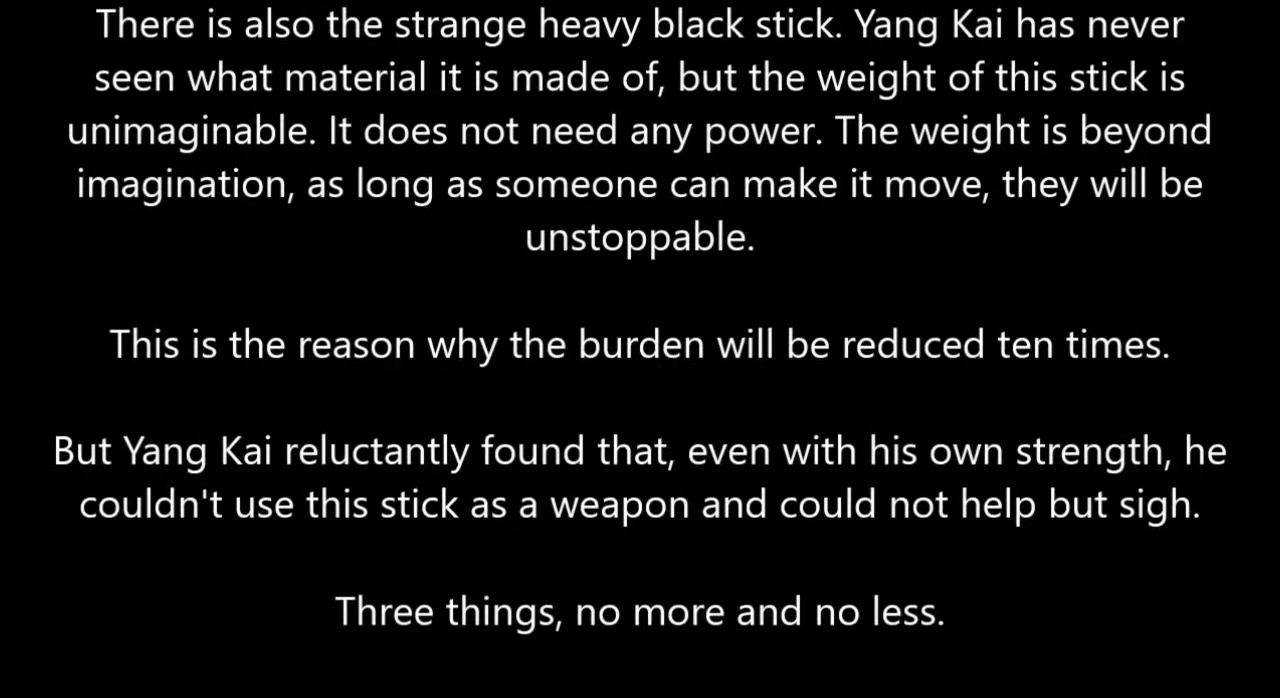 There is also the strange heavy black stick. Yang Kai has never
seen what material it is made of, but the weight of this stick is
unimaginable. It does not need any power. The weight is beyond
imagination, as long as someone can make it move, they will be
unstoppable.
This is the reason why the burden will be reduced ten times.
But Yang Kai reluctantly found that, even with his own strength, he
couldn't use this stick as a weapon and could not help but sigh.
Three things, no more and no less.